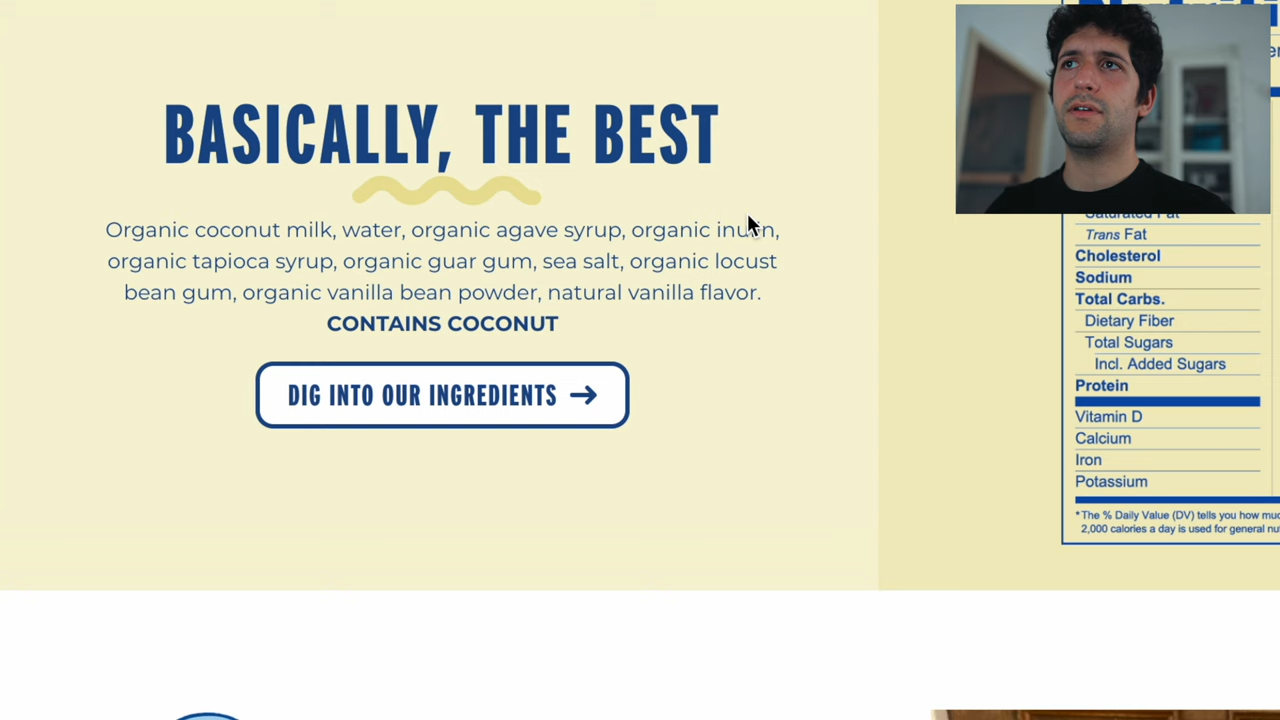 BASICALLY, THE BEST
Organic coconut milk, water, organic agave syrup, organic inulin,
organic tapioca syrup, organic guar gum, sea salt, organic locust
bean gum, organic vanilla bean powder, natural vanilla flavor.
CONTAINS COCONUT
DIG INTO OUR INGREDIENTS →
Saturated Fat
Trans Fat
Cholesterol
Sodium
Total Carbs.
Dietary Fiber
Total Sugars
Incl. Added Sugars
Protein
Vitamin D
Calcium
Iron
Potassium
*The % Daily Value (DV) tells you how
2,000 calories a day is used for general